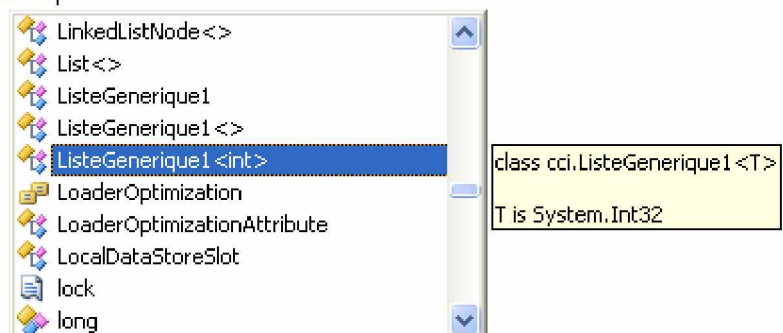 LinkedListNode<>
List<>
ListeGenerique1
ListeGenerique1<>
ListeGenerique1<int>
LoaderOptimization
LoaderOptimizationAttribute
LocalDataStoreSlot
lock
long
class cci.ListeGenerique1<T>
T is System.Int32